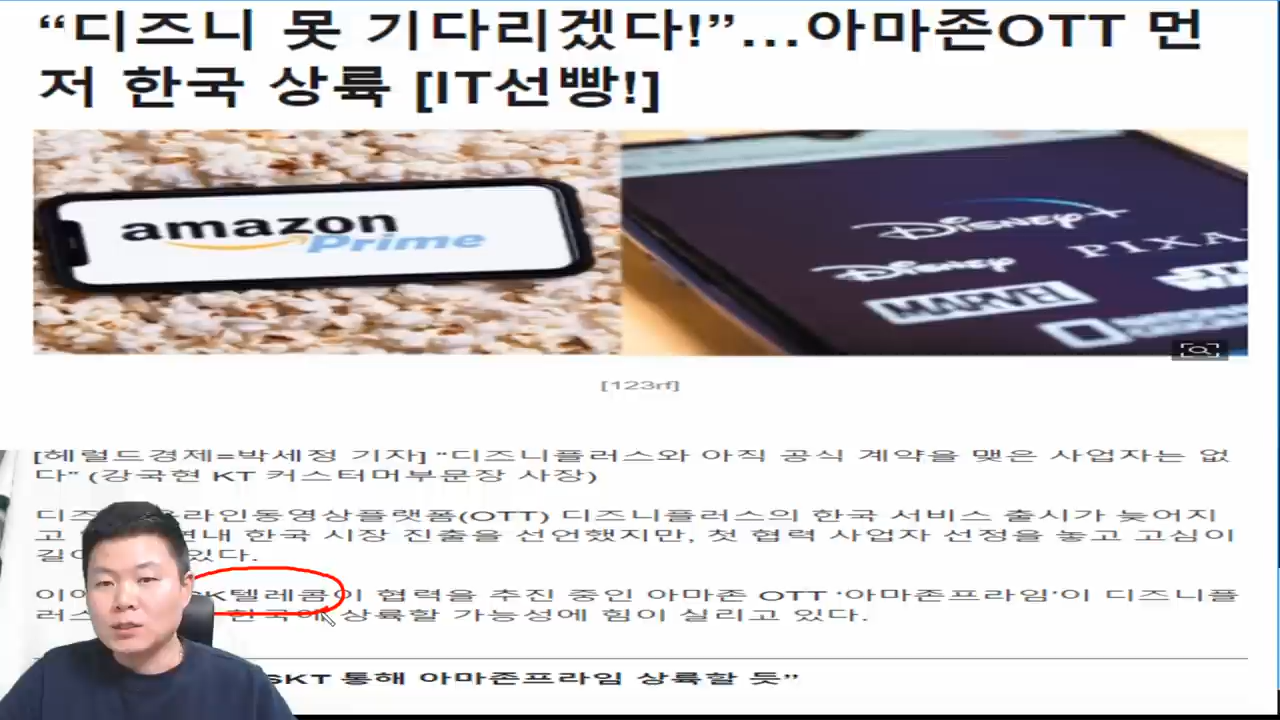 “디즈니 못 기다리겠다!”...아마존OTT 먼
저 한국 상륙 [IT선빵!]
amazon
Prime
Disney+
Disney
PIXA
MARVEL
[123rf]
[헤럴드경제=박세정 기자] “디즈니플러스와 아직 공식 계약을 맺은 사업자는 없
다” (강국현 KT 커스터머부문장 사장)
디즈 온라인동영상플랫폼(OTT) 디즈니플러스의 한국 서비스 출시가 늦어지
고 연내 한국 시장 진출을 선언했지만, 첫 협력 사업자 선정을 놓고 고심이
있다.
SK텔레콤이 협력을 추진 중인 아마존 OTT ‘아마존프라임’이 디즈니플
러스 한국에 상륙할 가능성에 힘이 실리고 있다.
SKT 통해 아마존프라임 상륙할 듯”